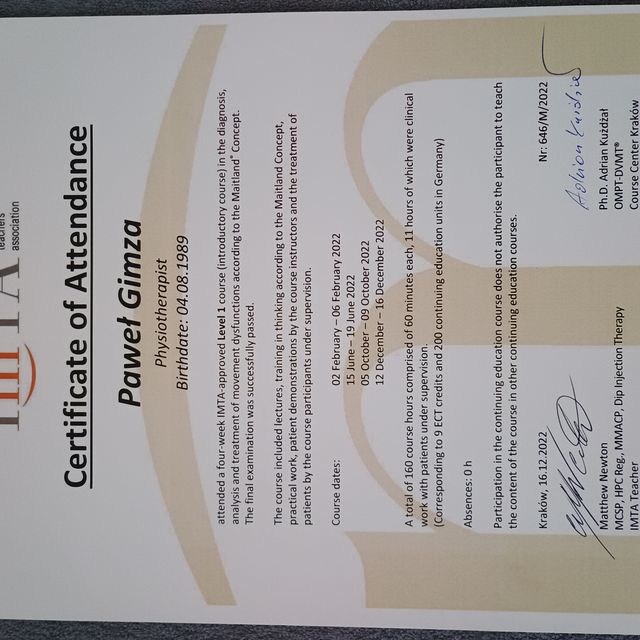 IMTA
teachers
association
Certificate of Attendance
Paweł Gimza
Physiotherapist
Birthdate: 04.08.1989
attended a four-week IMTA-approved Level 1 course (introductory course) in the diagnosis,
analysis and treatment of movement dysfunctions according to the Maitland® Concept.
The final examination was successfully passed.
The course included lectures, training in thinking according to the Maitland Concept,
practical work, patient demonstrations by the course instructors and the treatment of
patients by the course participants under supervision.
Course dates: 02 February – 06 February 2022
15 June – 19 June 2022
05 October – 09 October 2022
12 December – 16 December 2022
A total of 160 course hours comprised of 60 minutes each, 11 hours of which were clinical
work with patients under supervision.
(Corresponding to 9 ECT credits and 200 continuing education units in Germany)
Absences: 0 h
Participation in the continuing education course does not authorise the participant to teach
the content of the course in other continuing education courses.
Kraków, 16.12.2022 Nr: 646/M/2022
Adrian Kużdżał
Matthew Newton Ph.D. Adrian Kużdżał
MCSP, HPC Reg., MMACP, Dip Injection Therapy OMPT-DVMT®
IMTA Teacher Course Center Kraków